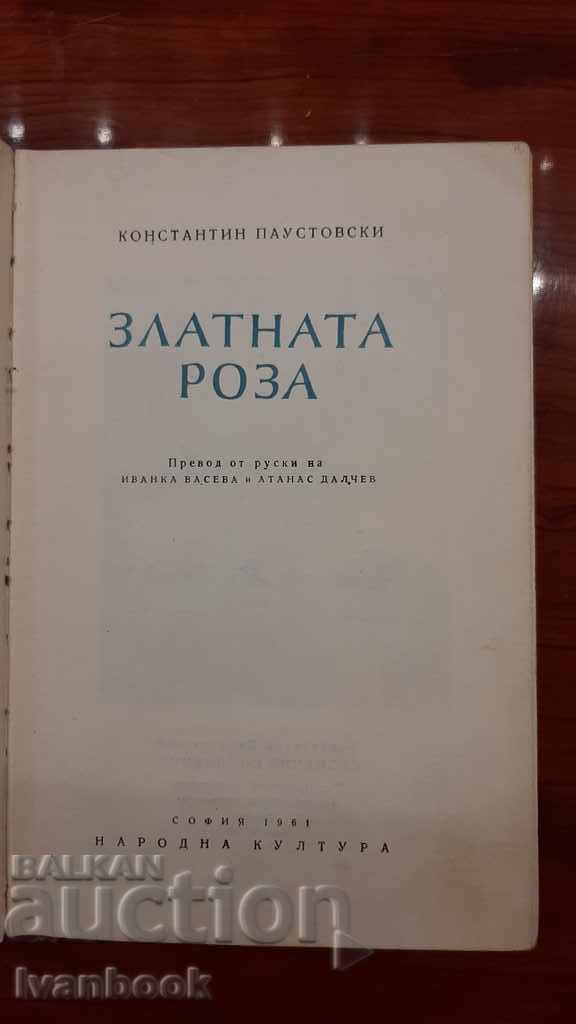 КОНСТАНТИН ПАУСТОВСКИ
ЗЛАТНАТА
РОЗА
Превод от руски на
ИВАНКА ВАСЕВА и АТАНАС ДАЛЧЕВ
СОФИЯ 1961
НАРОДНА КУЛТУРА
BALKAN
auction
Ivanbook